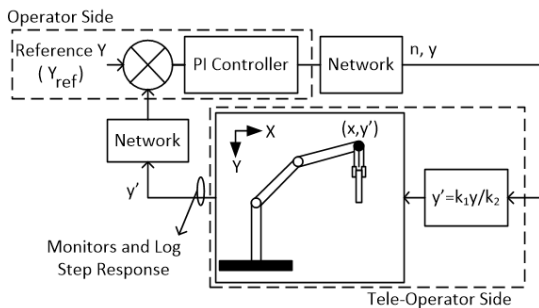 Operator Side
Reference Y
( Yref )
PI Controller
Network
n, y
Network
X
Y
(x,y')
y'
y'=k1y/k2
Monitors and Log
Step Response
Tele-Operator Side